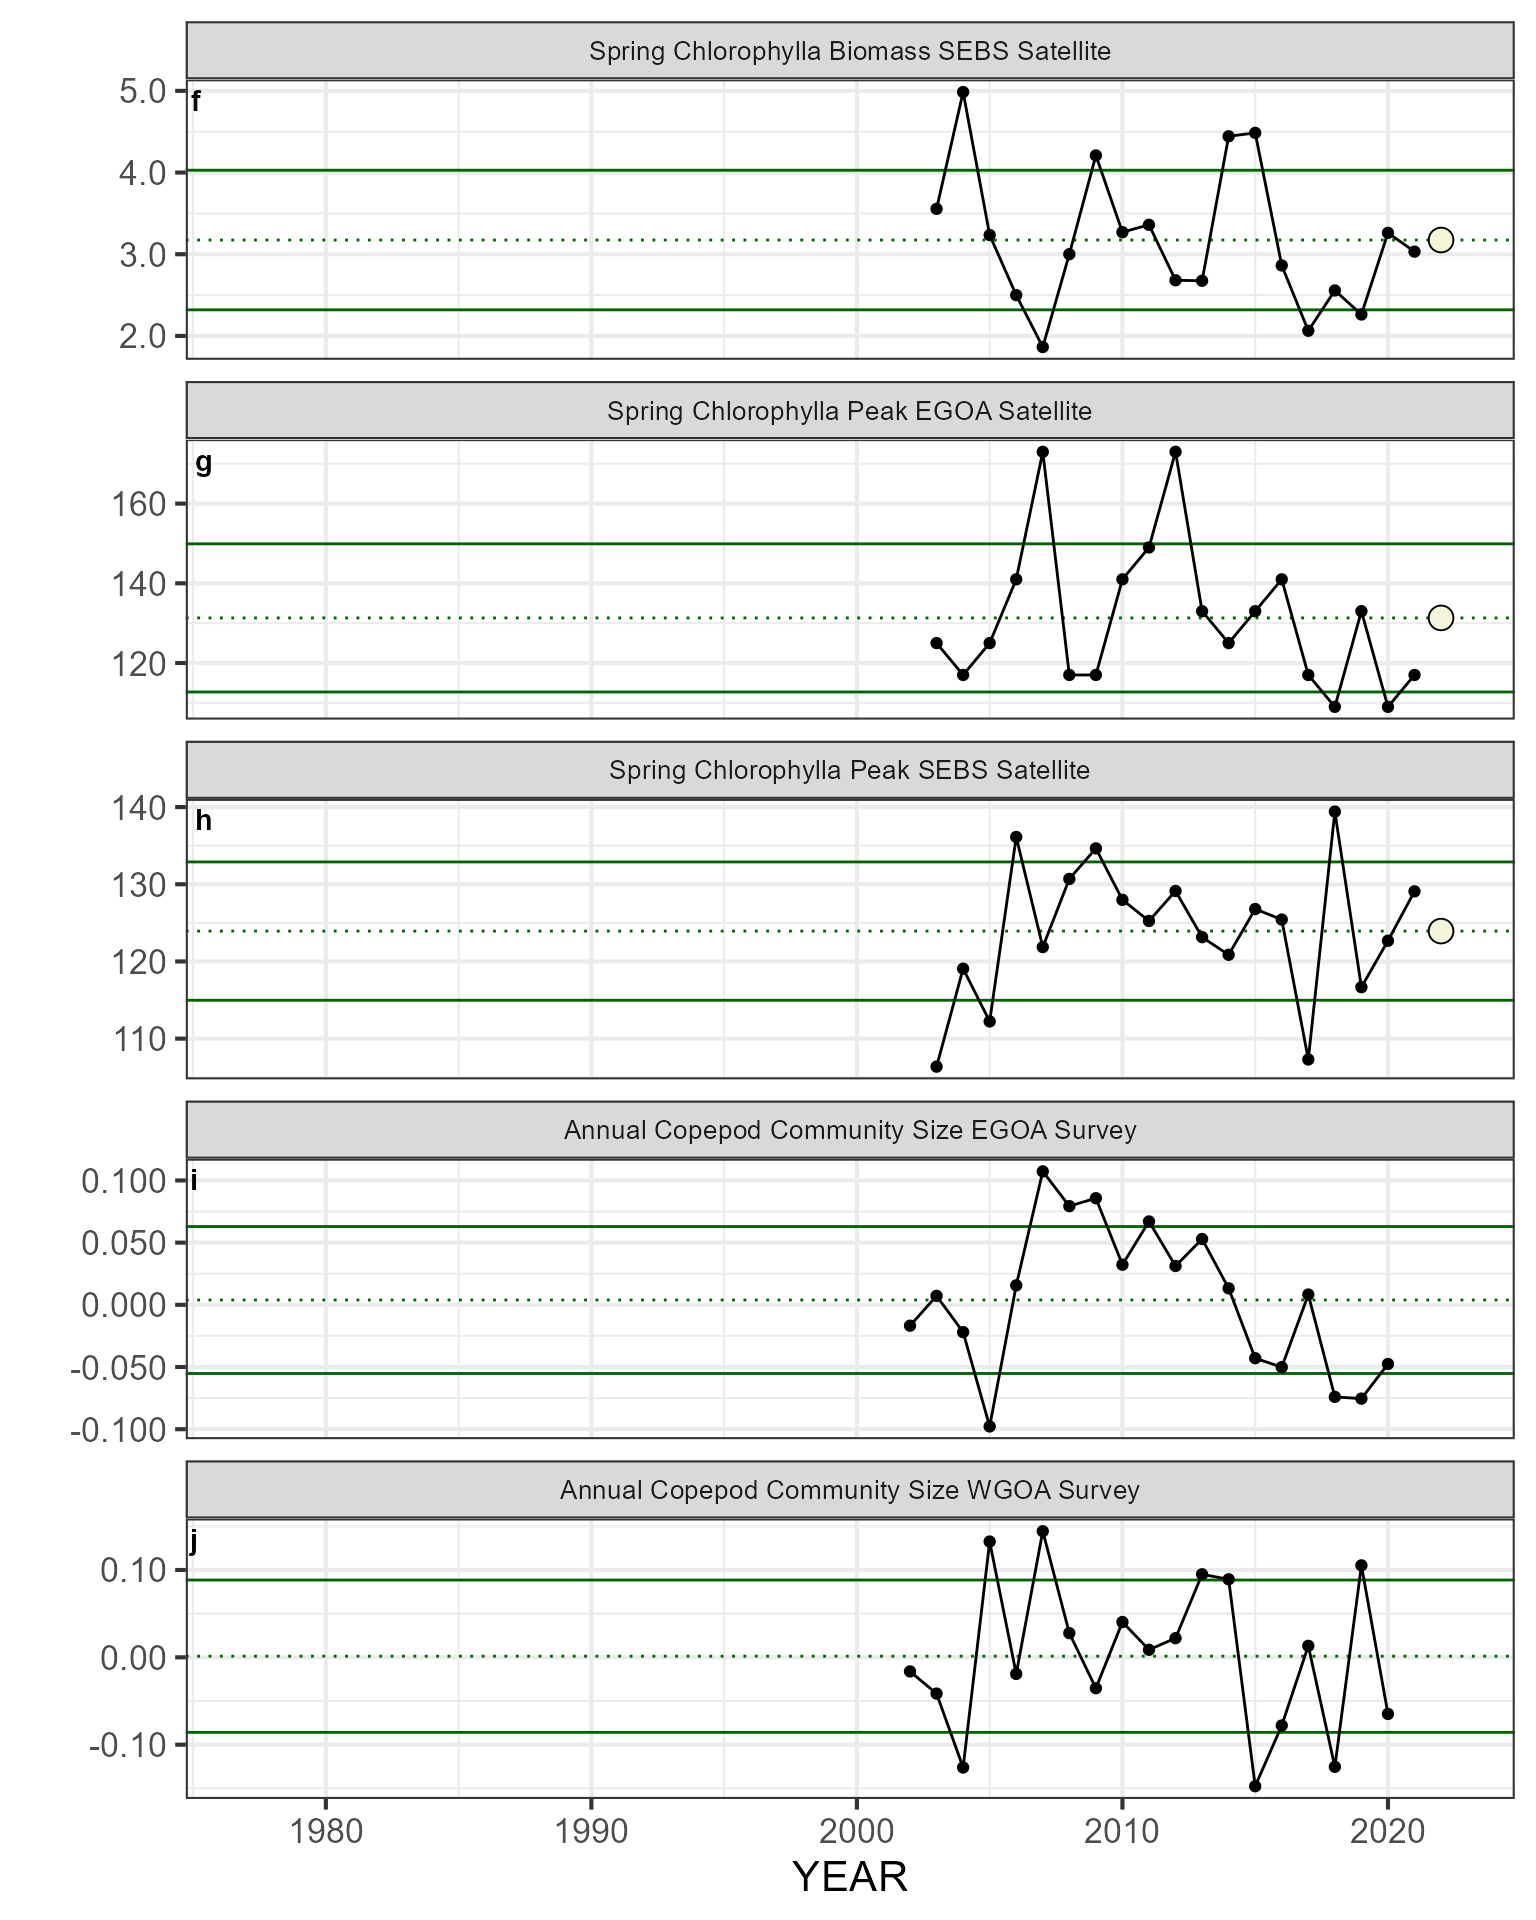 Spring Chlorophylla Biomass SEBS Satellite
f
5.0
4.0
3.0
2.0
Spring Chlorophylla Peak EGOA Satellite
g
160
140
120
Spring Chlorophylla Peak SEBS Satellite
h
140
130
120
110
Annual Copepod Community Size EGOA Survey
i
0.100
0.050
0.000
-0.050
-0.100
Annual Copepod Community Size WGOA Survey
j
0.10
0.00
-0.10
1980 1990 2000 2010 2020
YEAR